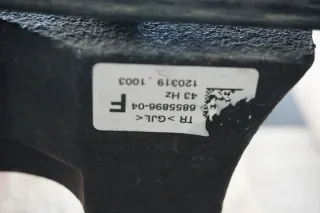 TR > GJL <
6855896-04 F
43 Hz
120319 . 1003